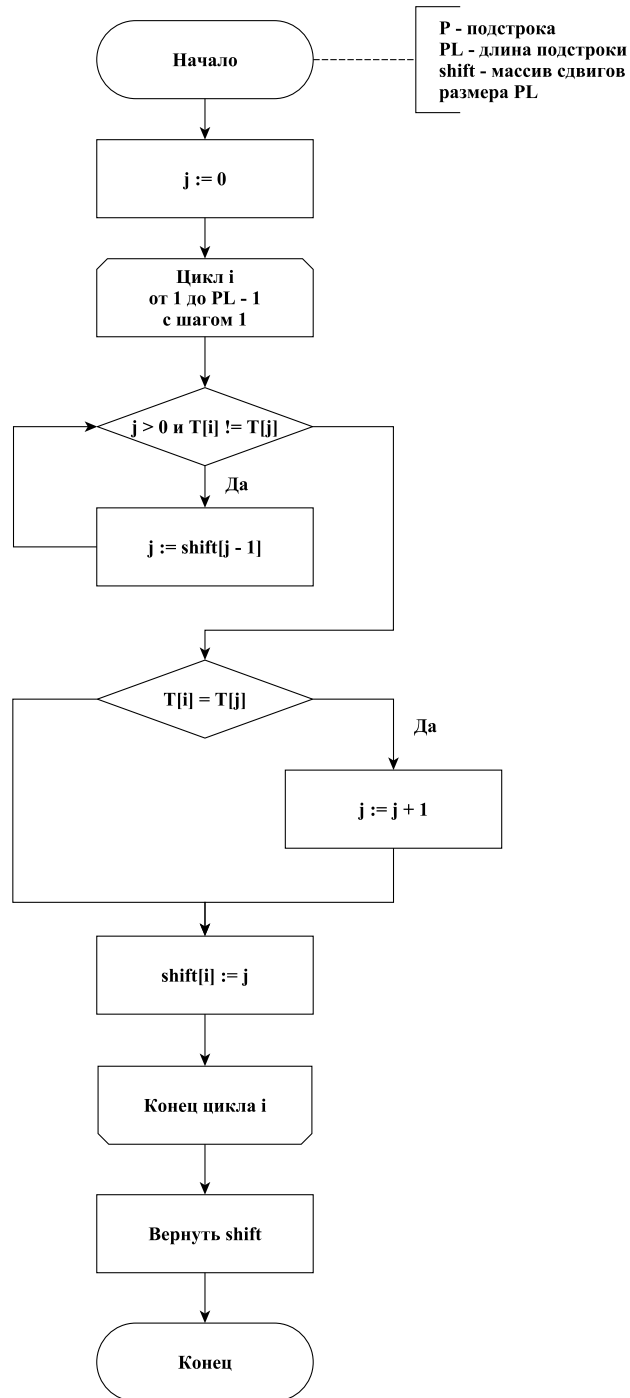 Начало
P - подстрока
PL - длина подстроки
shift - массив сдвигов
размера PL
j := 0
Цикл i
от 1 до PL - 1
с шагом 1
j > 0 и T[i] != T[j]
Да
j := shift[j - 1]
T[i] = T[j]
Да
j := j + 1
shift[i] := j
Конец цикла i
Вернуть shift
Конец